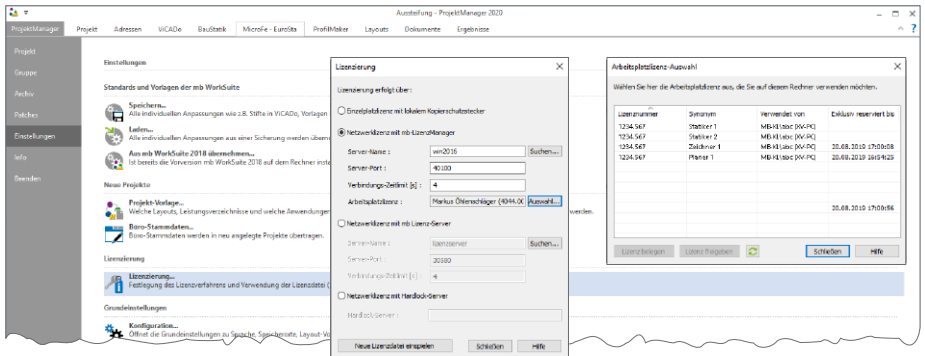 Aussteifung - ProjektManager 2020
ProjektManager Projekt Adressen ViCADo BauStatik MicroFe - EuroSta ProfilMaker Layouts Dokumente Ergebnisse
Projekt
Gruppe
Archiv
Patches
Einstellungen
Info
Beenden
Einstellungen
Standards und Vorlagen der mb WorkSuite
Speichern...
Alle individuellen Anpassungen wie z.B. Stifte in ViCADo, Vorlagen
Laden...
Alle individuellen Anpassungen aus einer Sicherung werden übern
Aus mb WorkSuite 2018 übernehmen...
Ist bereits die Vorversion mb WorkSuite 2018 auf dem Rechner inst
Neue Projekte
Projekt-Vorlage...
Welche Layouts, Leistungsverzeichnisse und welche Anwendunger
werden.
Büro-Stammdaten...
Büro-Stammdaten werden in neu angelegte Projekte übertragen.
Lizenzierung
Lizenzierung...
Festlegung des Lizenzverfahrens und Verwendung der Lizenzdatei (
Grundeinstellungen
Konfiguration...
Öffnet die Grundeinstellungen zu Sprache, Speicherorte, Layout-Vo
Lizenzierung
Lizenzierung erfolgt über:
Einzelplatzlizenz mit lokalem Kopierschutzstecker
Netzwerklizenz mit mb-LizenzManager
Server-Name : win2016 Suchen...
Server-Port : 40100
Verbindungs-Zeitlimit [s] : 4
Arbeitsplatzlizenz : Markus Öhlenschläger (4044.00 Auswahl...
Netzwerklizenz mit mb Lizenz-Server
Server-Name : lizenzserver Suchen...
Server-Port :
Verbindungs-Zeitlimit [s] : 4
Netzwerklizenz mit Hardlock-Server
Hardlock-Server :
Neue Lizenzdatei einspielen Schließen Hilfe
Arbeitsplatzlizenz-Auswahl
Wählen Sie hier die Arbeitsplatzlizenz aus, die Sie auf diesem Rechner verwenden möchten.
Lizenznummer Synonym Verwendet von Exklusiv reserviert bis
1234.567 Statiker 1 MB-KL\abc [XV-PC]
1234.567 Statiker 2 MB-KL\abc [XV-PC]
1234.567 Zeichner 1 MB-KL\abc [XV-PC] 20.08.2019 17:00:08
1234.567 Planer 1 MB-KL\abc [XV-PC] 20.08.2019 16:54:25
20.08.2019 17:00:56
Lizenz belegen Lizenz freigeben Schließen Hilfe